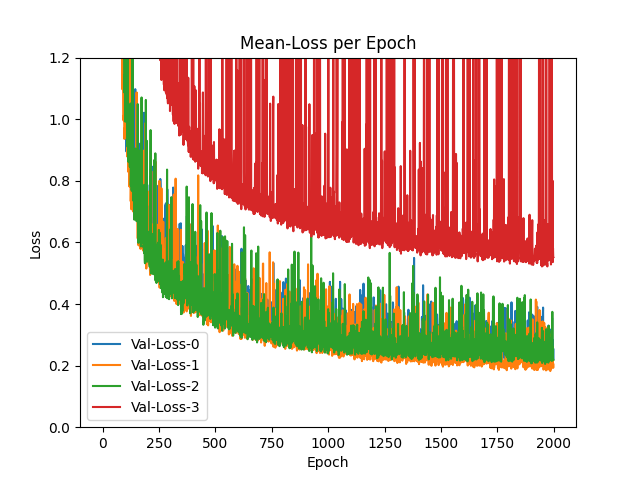 Mean-Loss per Epoch
1.2
1.0
0.8
0.6
0.4
0.2
0.0
Loss
Val-Loss-0
Val-Loss-1
Val-Loss-2
Val-Loss-3
0 250 500 750 1000 1250 1500 1750 2000
Epoch